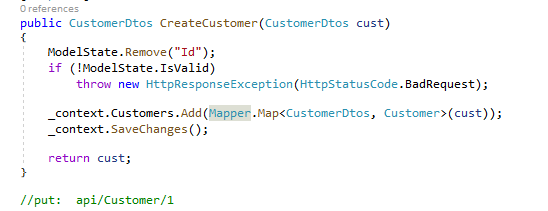 0 references
public CustomerDtos CreateCustomer(CustomerDtos cust)
{
ModelState.Remove("Id");
if (!ModelState.IsValid)
throw new HttpResponseException(HttpStatusCode.BadRequest);
_context.Customers.Add(Mapper.Map<CustomerDtos, Customer>(cust));
_context.SaveChanges();
return cust;
}
//put:  api/Customer/1